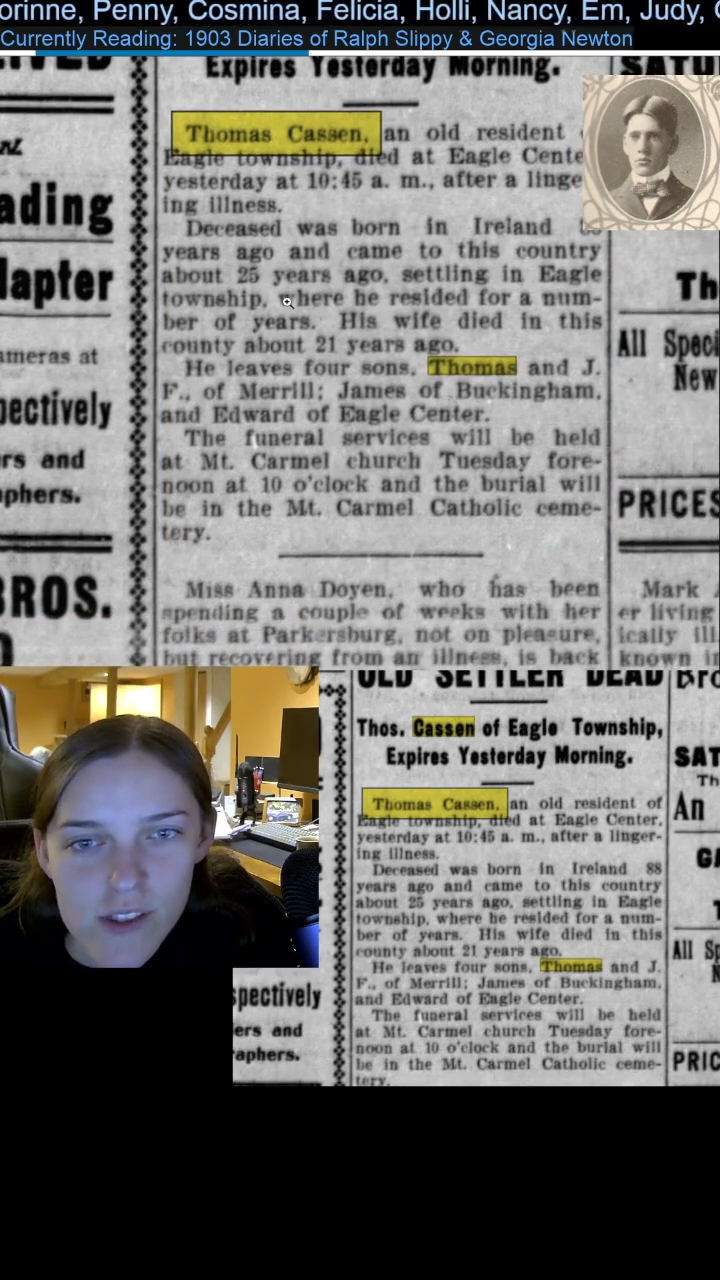 orinne, Penny, Cosmina, Felicia, Holli, Nancy, Em, Judy,
Currently Reading: 1903 Diaries of Ralph Slippy & Georgia Newton
Expires Yesterday Morning.
Thomas Cassen, an old resident
Eagle township, died at Eagle Cente
yesterday at 10:45 a. m., after a linge
ing illness.
Deceased was born in Ireland
years ago and came to this country
about 25 years ago, settling in Eagle
township, where he resided for a num-
ber of years. His wife died in this
county about 21 years ago.
He leaves four sons, Thomas and J.
F., of Merrill; James of Buckingham,
and Edward of Eagle Center.
The funeral services will be held
at Mt. Carmel church Tuesday fore-
noon at 10 o'clock and the burial will
be in the Mt. Carmel Catholic ceme-
tery.
Miss Anna Doyen, who has been
spending a couple of weeks with her
folks at Parkersburg, not on pleasure,
but recovering from an illness, is back
ading
lapter
ameras at
pectively
rs and
aphers.
BROS.
SATU
Th
All Speci
New
PRICES
Mark
er living
ically ill
known in
OLD SETTLER DEAD
Thos. Cassen of Eagle Township,
Expires Yesterday Morning.
Thomas Cassen, an old resident of
Eagle township, died at Eagle Center,
yesterday at 10:45 a. m., after a linger-
ing illness.
Deceased was born in Ireland 88
years ago and came to this country
about 25 years ago, settling in Eagle
township, where he resided for a num-
ber of years. His wife died in this
county about 21 years ago.
He leaves four sons, Thomas and J.
F., of Merrill; James of Buckingham,
and Edward of Eagle Center.
The funeral services will be held
at Mt. Carmel church Tuesday fore-
noon at 10 o'clock and the burial will
be in the Mt. Carmel Catholic ceme-
tery.
spectively
ers and
raphers.
Bro
SAT
Th
An
GA
All Sp
N
PRIC